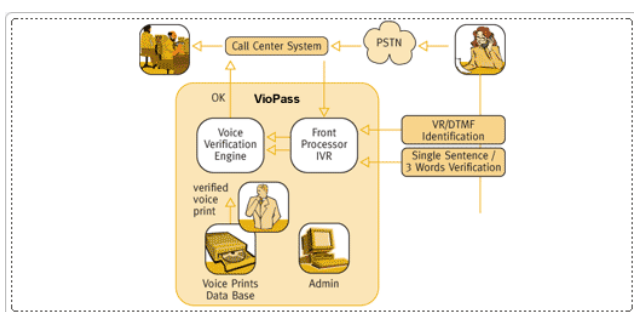 Call Center System
PSTN
OK
VioPass
Voice
Verification
Engine
Front
Processor
IVR
VR/DTMF
Identification
Single Sentence /
3 Words Verification
verified
voice
print
Voice Prints
Data Base
Admin